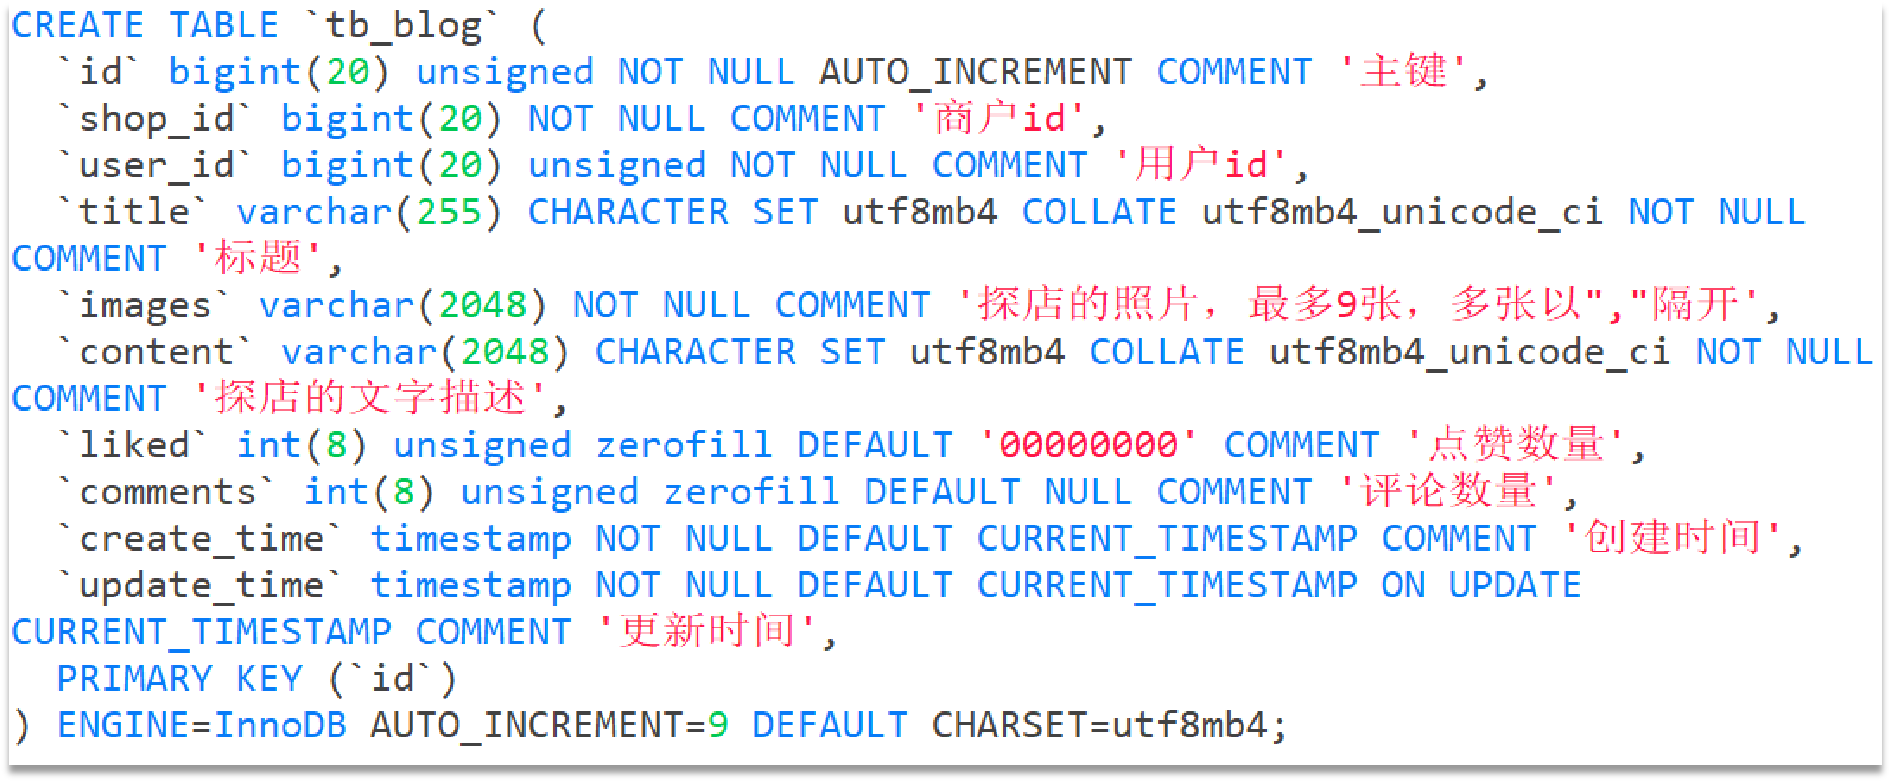 CREATE TABLE `tb_blog` (
  `id` bigint(20) unsigned NOT NULL AUTO_INCREMENT COMMENT '主键',
  `shop_id` bigint(20) NOT NULL COMMENT '商户id',
  `user_id` bigint(20) unsigned NOT NULL COMMENT '用户id',
  `title` varchar(255) CHARACTER SET utf8mb4 COLLATE utf8mb4_unicode_ci NOT NULL
COMMENT '标题',
  `images` varchar(2048) NOT NULL COMMENT '探店的照片，最多9张，多张以","隔开',
  `content` varchar(2048) CHARACTER SET utf8mb4 COLLATE utf8mb4_unicode_ci NOT NULL
COMMENT '探店的文字描述',
  `liked` int(8) unsigned zerofill DEFAULT '00000000' COMMENT '点赞数量',
  `comments` int(8) unsigned zerofill DEFAULT NULL COMMENT '评论数量',
  `create_time` timestamp NOT NULL DEFAULT CURRENT_TIMESTAMP COMMENT '创建时间',
  `update_time` timestamp NOT NULL DEFAULT CURRENT_TIMESTAMP ON UPDATE
CURRENT_TIMESTAMP COMMENT '更新时间',
  PRIMARY KEY (`id`)
) ENGINE=InnoDB AUTO_INCREMENT=9 DEFAULT CHARSET=utf8mb4;